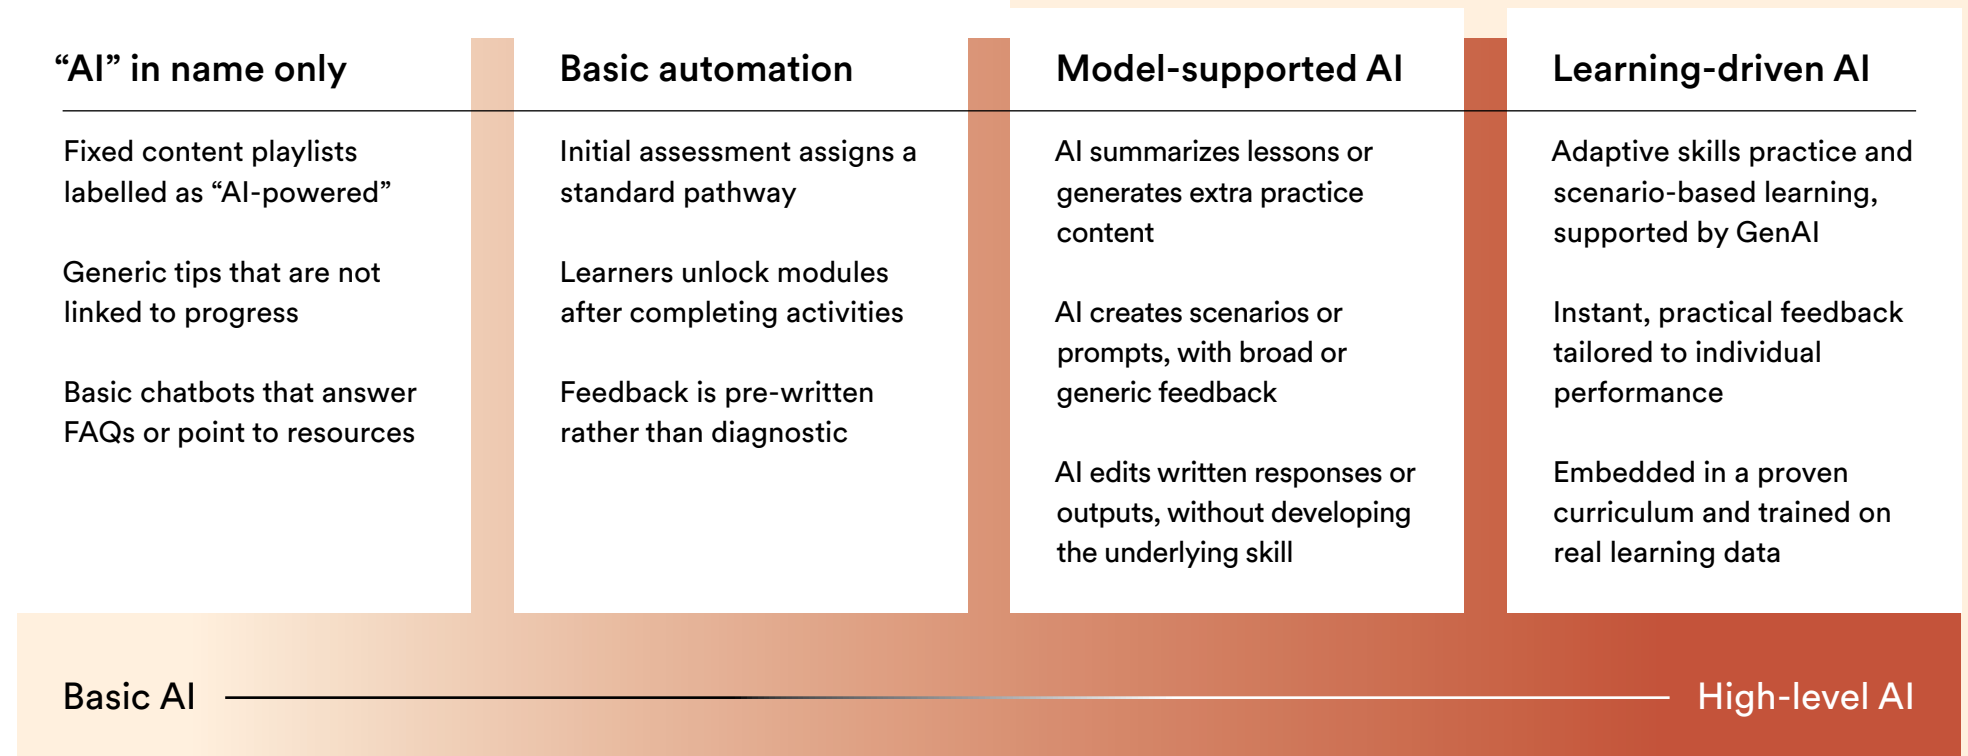 “AI” in name only
Fixed content playlists
labelled as “AI-powered”
Generic tips that are not
linked to progress
Basic chatbots that answer
FAQs or point to resources
Basic automation
Initial assessment assigns a
standard pathway
Learners unlock modules
after completing activities
Feedback is pre-written
rather than diagnostic
Model-supported AI
AI summarizes lessons or
generates extra practice
content
AI creates scenarios or
prompts, with broad or
generic feedback
AI edits written responses or
outputs, without developing
the underlying skill
Learning-driven AI
Adaptive skills practice and
scenario-based learning,
supported by GenAI
Instant, practical feedback
tailored to individual
performance
Embedded in a proven
curriculum and trained on
real learning data
Basic AI
High-level AI